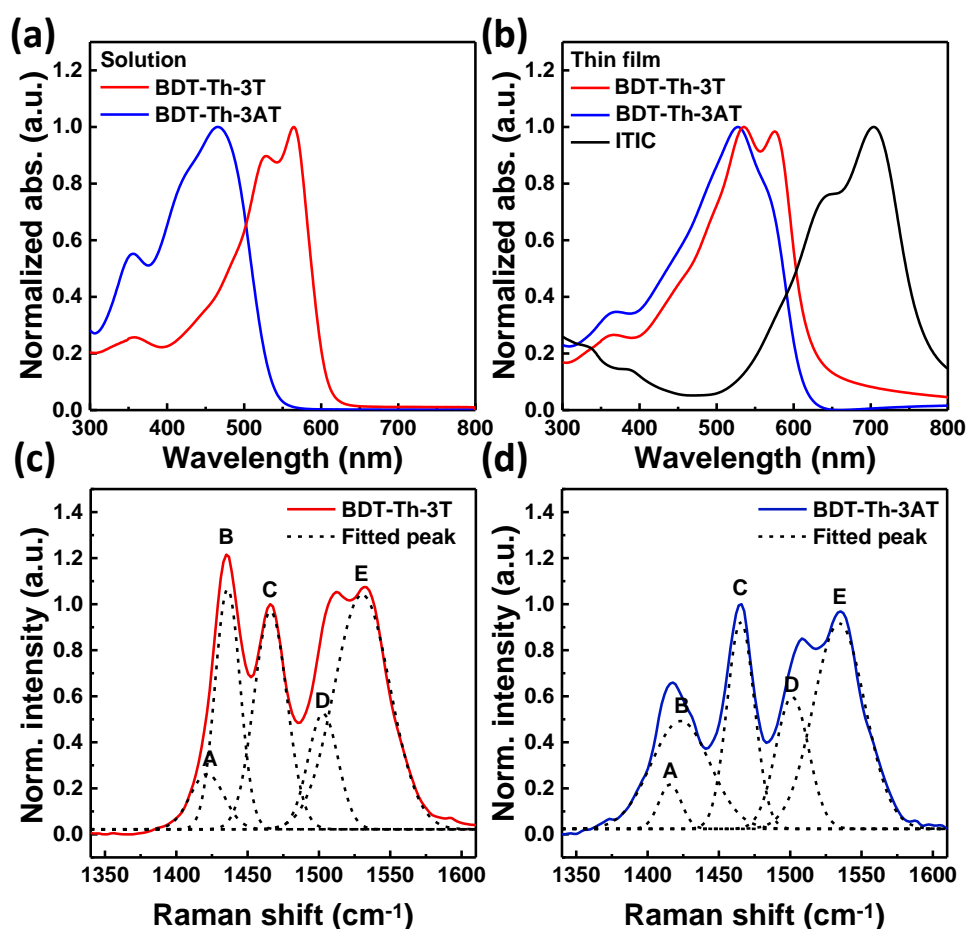 (a)
Solution
BDT-Th-3T
BDT-Th-3AT
Normalized abs. (a.u.)
1.2
1.0
0.8
0.6
0.4
0.2
0.0
300 400 500 600 700 800
Wavelength (nm)
(b)
Thin film
BDT-Th-3T
BDT-Th-3AT
ITIC
Normalized abs. (a.u.)
1.2
1.0
0.8
0.6
0.4
0.2
0.0
300 400 500 600 700 800
Wavelength (nm)
(c)
BDT-Th-3T
Fitted peak
A
B
C
D
E
Norm. intensity (a.u.)
1.4
1.2
1.0
0.8
0.6
0.4
0.2
0.0
1350 1400 1450 1500 1550 1600
Raman shift (cm-1)
(d)
BDT-Th-3AT
Fitted peak
A
B
C
D
E
Norm. intensity (a.u.)
1.4
1.2
1.0
0.8
0.6
0.4
0.2
0.0
1350 1400 1450 1500 1550 1600
Raman shift (cm-1)